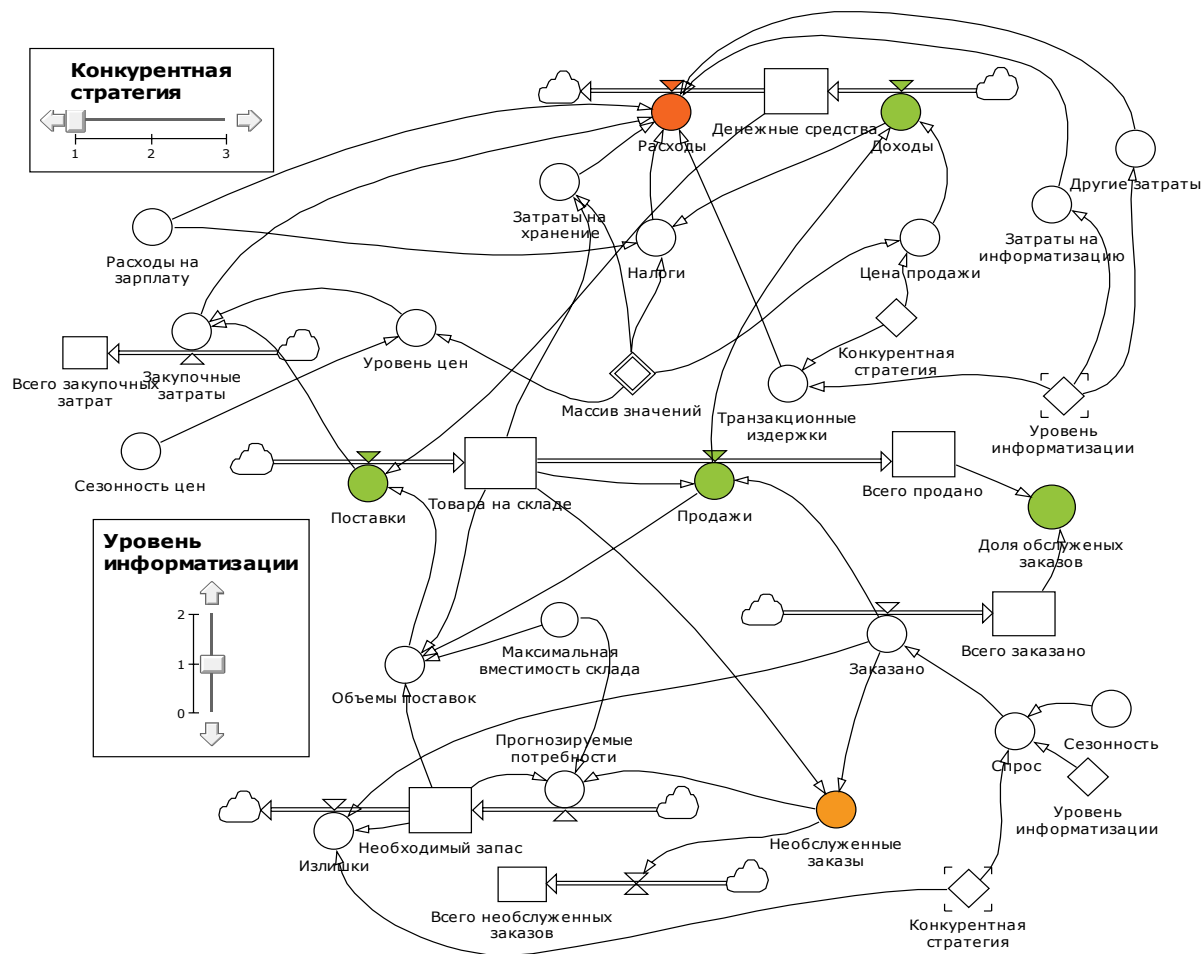 Конкурентная
стратегия
1
2
3
Денежные средства
Расходы
Доходы
Другие затраты
Затраты на
хранение
Затраты на
информатизацию
Расходы на
зарплату
Налоги
Цена продажи
Уровень цен
Конкурентная
стратегия
Всего закупочных
затрат
Закупочные
затраты
Массив значений
Транзакционные
издержки
Уровень
информатизации
Сезонность цен
Поставки
Товара на складе
Продажи
Всего продано
Доля обслуженых
заказов
Уровень
информатизации
2
1
0
Максимальная
вместимость склада
Заказано
Всего заказано
Объемы поставок
Прогнозируемые
потребности
Спрос
Сезонность
Уровень
информатизации
Необходимый запас
Излишки
Необслуженные
заказы
Всего необслуженных
заказов
Конкурентная
стратегия